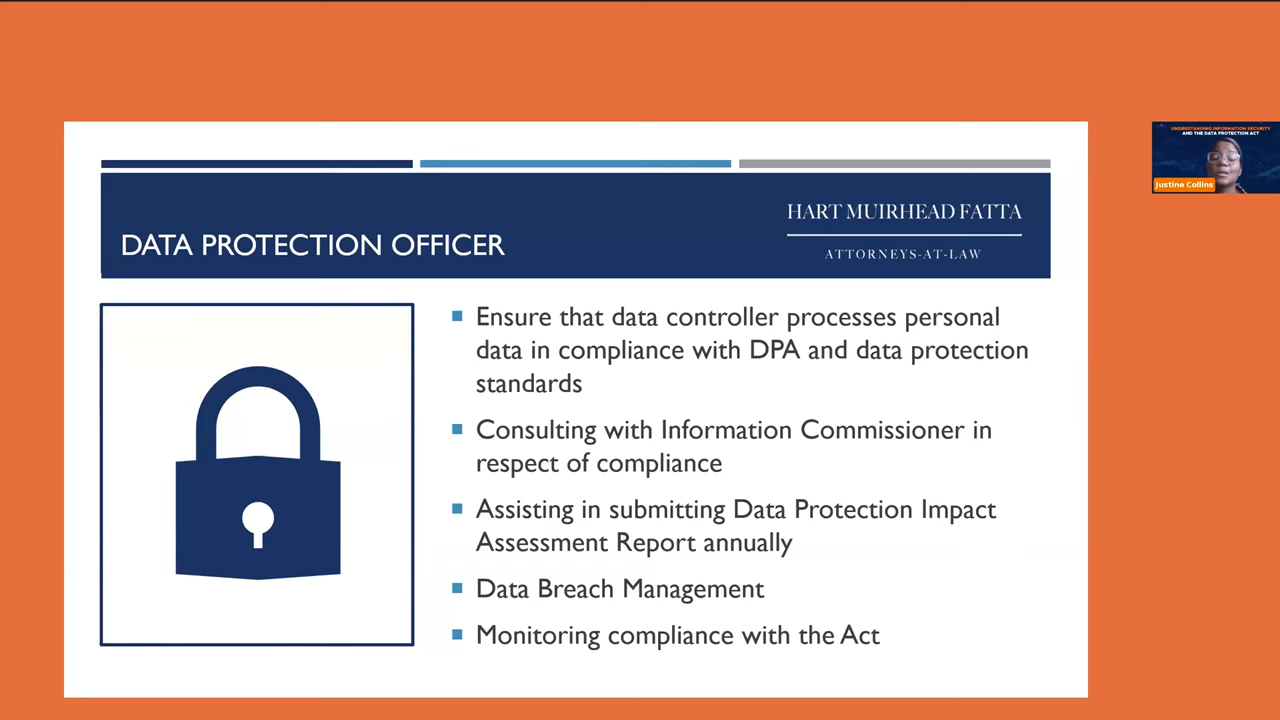 UNDERSTANDING INFORMATION SECURITY
AND THE DATA PROTECTION ACT
Justine Collins
HART MUIRHEAD FATTA
ATTORNEYS-AT-LAW
DATA PROTECTION OFFICER
Ensure that data controller processes personal
data in compliance with DPA and data protection
standards
Consulting with Information Commissioner in
respect of compliance
Assisting in submitting Data Protection Impact
Assessment Report annually
Data Breach Management
Monitoring compliance with the Act